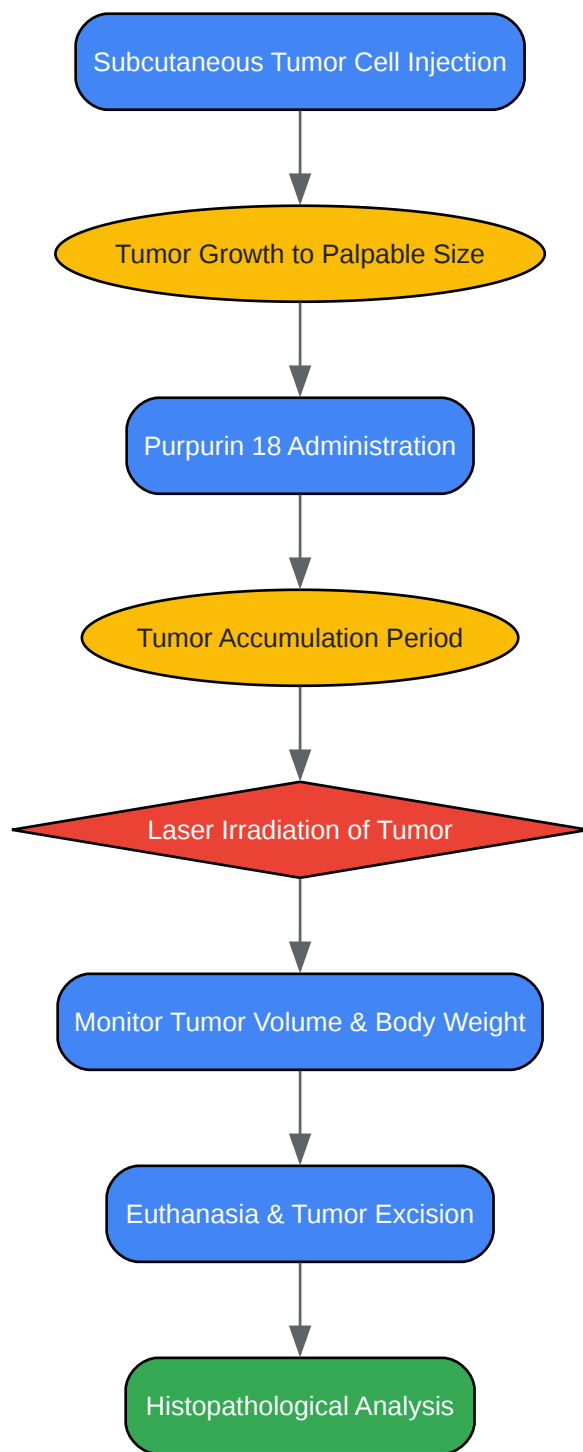 Subcutaneous Tumor Cell Injection
Tumor Growth to Palpable Size
Purpurin 18 Administration
Tumor Accumulation Period
Laser Irradiation of Tumor
Monitor Tumor Volume & Body Weight
Euthanasia & Tumor Excision
Histopathological Analysis